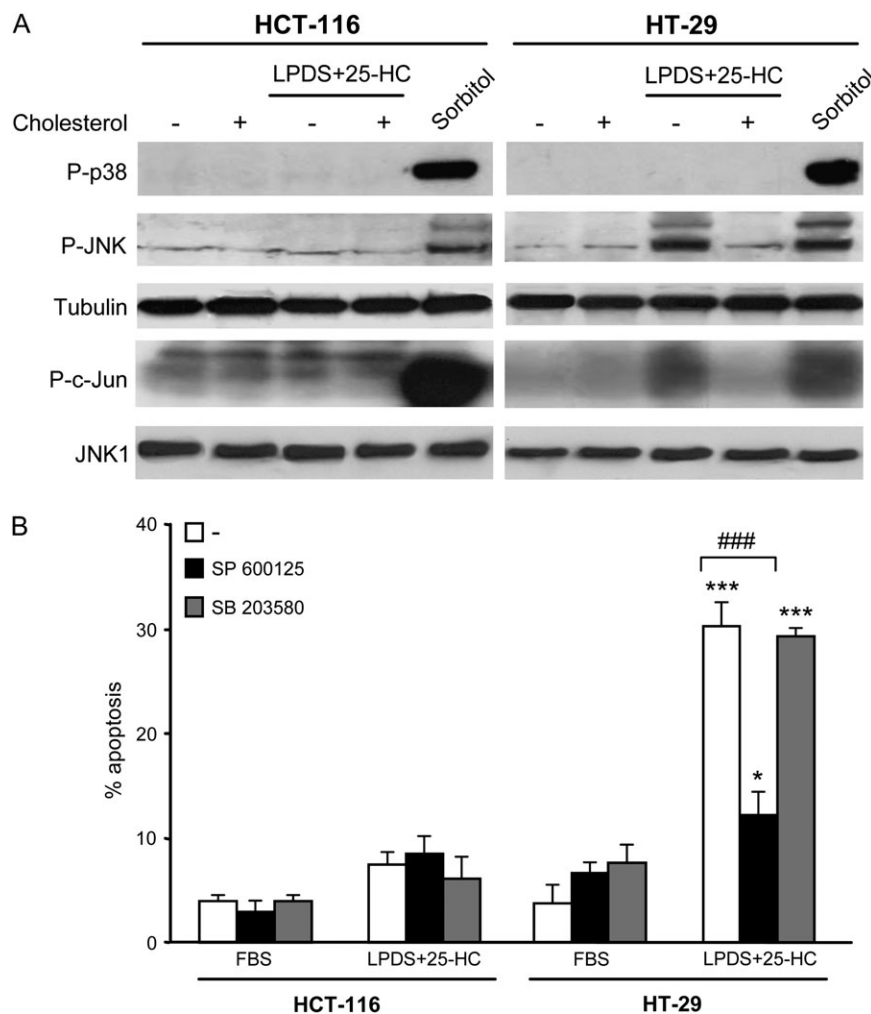 A
HCT-116 HT-29
LPDS+25-HC Sorbitol LPDS+25-HC Sorbitol
Cholesterol - + - + - + - +
P-p38
P-JNK
Tubulin
P-c-Jun
JNK1
B
40
30
20
10
0
% apoptosis
-
SP 600125
SB 203580
###
*** ***
*
FBS LPDS+25-HC FBS LPDS+25-HC
HCT-116 HT-29